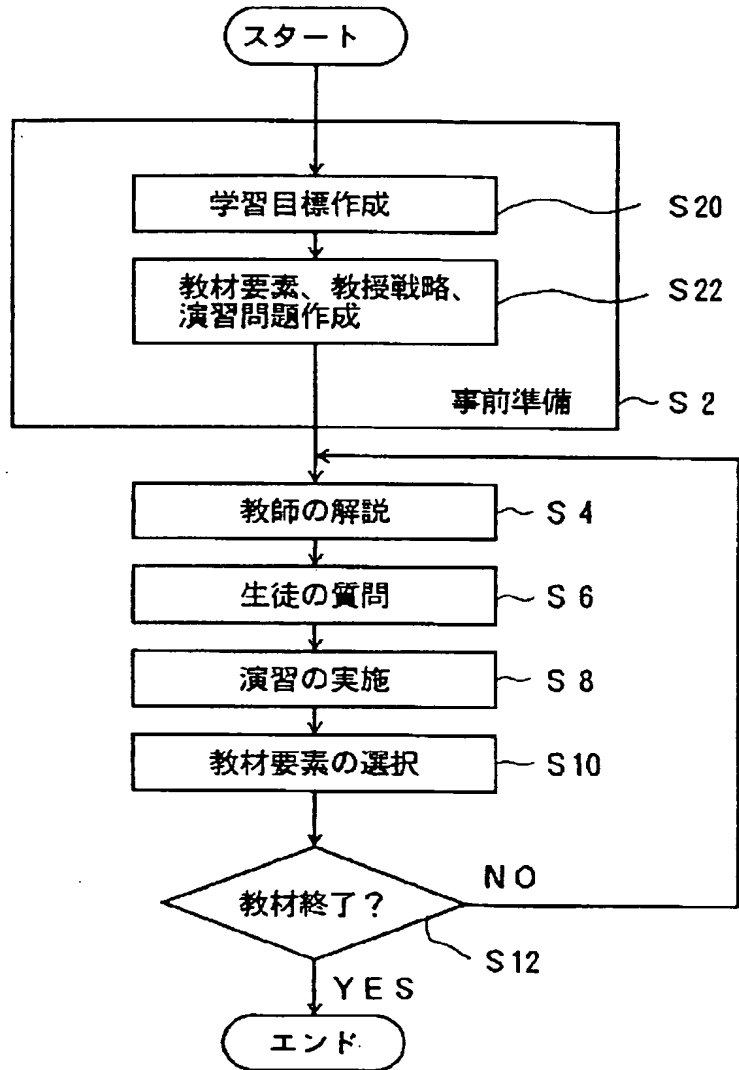 スタート
学習目標作成
S20
教材要素、教授戦略、
演習問題作成
S22
事前準備
S2
教師の解説
S4
生徒の質問
S6
演習の実施
S8
教材要素の選択
S10
教材終了？
NO
S12
YES
エンド